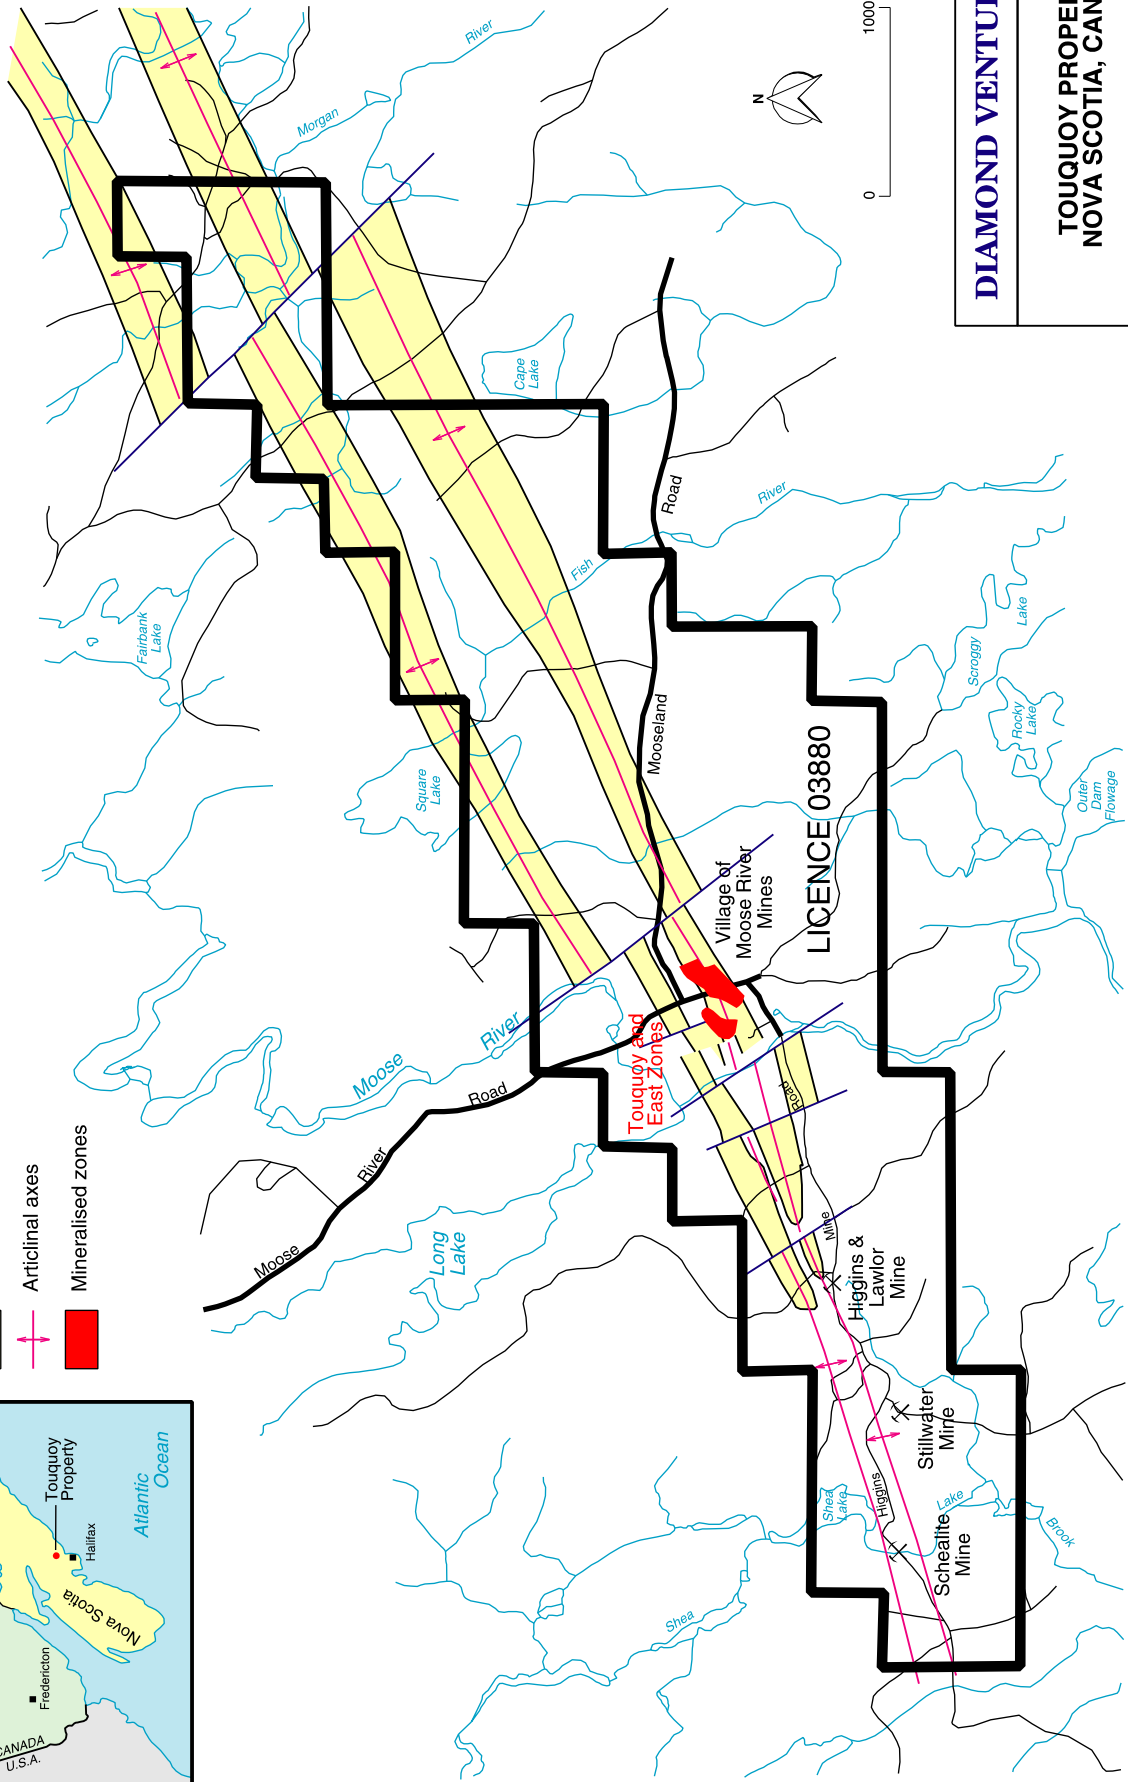 River
Morgan
1000
0
N
DIAMOND VENTU
TOUQUOY PROPE
NOVA SCOTIA, CAN
Cape
Lake
Road
River
Fish
Fairbank
Lake
Lake
Scroggy
Rocky
Lake
Mooseland
Square
Lake
Outer
Dam
Flowage
LICENCE 03880
Village of
Moose River
Mines
River
Moose
Touquoy and
East Zones
Road
River
Moose
Road
Mine
Long
Lake
Higgins &
Lawlor
Mine
Articlinal axes
Mineralised zones
Stillwater
Mine
Higgins
Shea
Lake
Lake
Brook
Schealite
Mine
Shea
Touquoy
Property
Halifax
Atlantic
Ocean
Nova Scotia
Fredericton
CANADA
U.S.A.